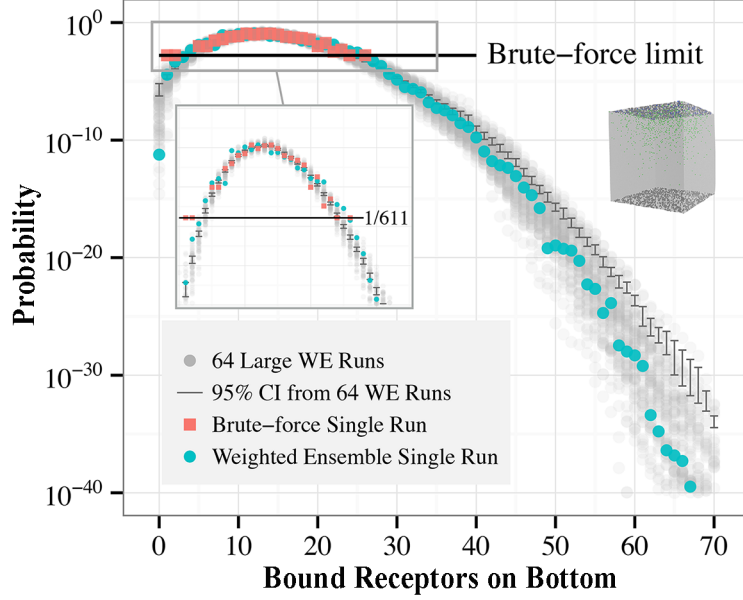 10⁰
Brute−force limit
10⁻¹⁰
1/611
10⁻²⁰
Probability
64 Large WE Runs
10⁻³⁰
95% CI from 64 WE Runs
Brute−force Single Run
Weighted Ensemble Single Run
10⁻⁴⁰
0 10 20 30 40 50 60 70
Bound Receptors on Bottom